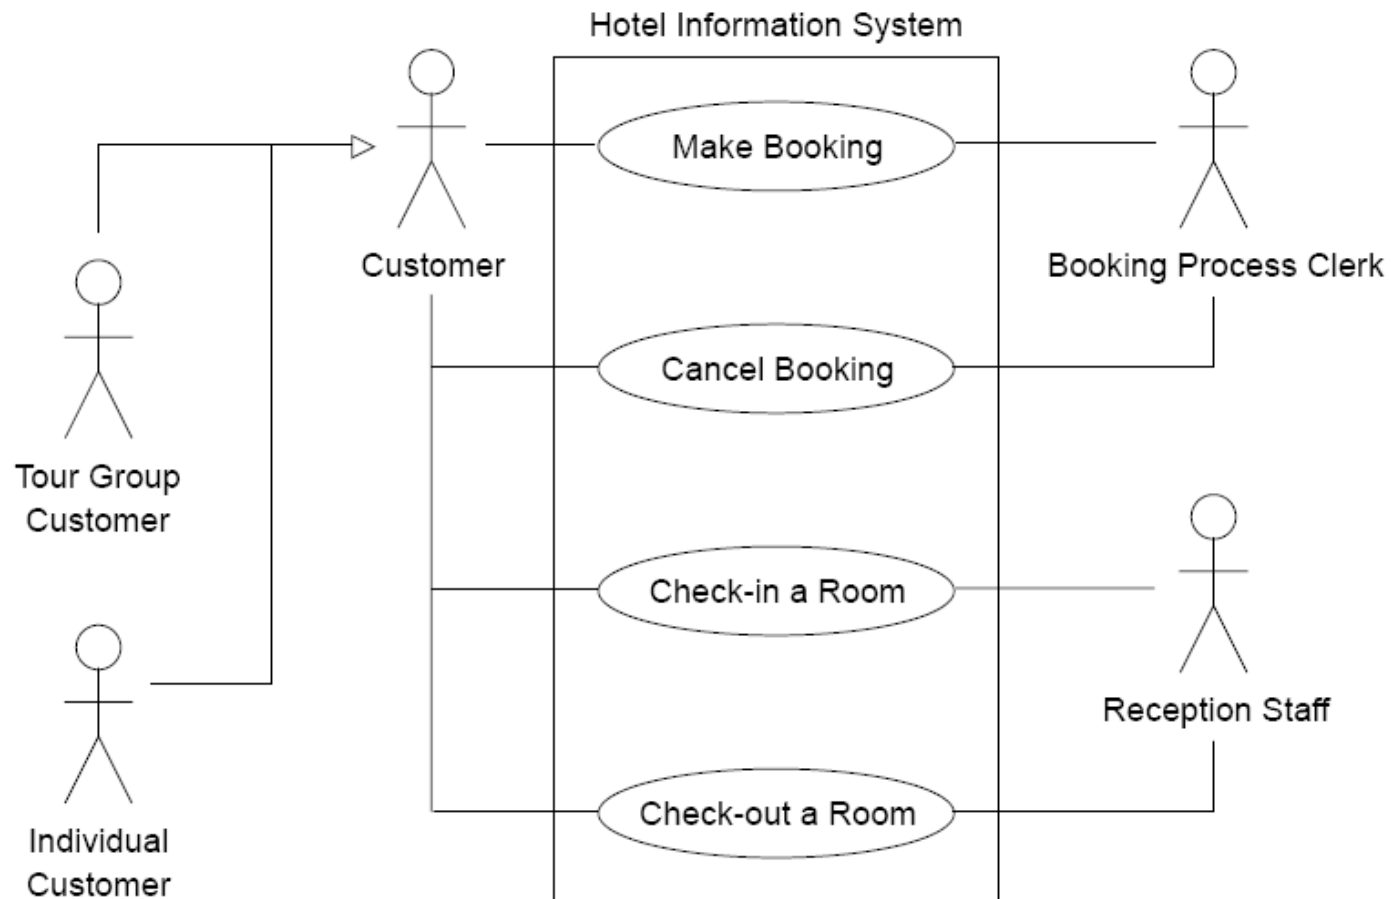 Hotel Information System
Make Booking
Customer
Booking Process Clerk
Cancel Booking
Tour Group
Customer
Check-in a Room
Reception Staff
Check-out a Room
Individual
Customer